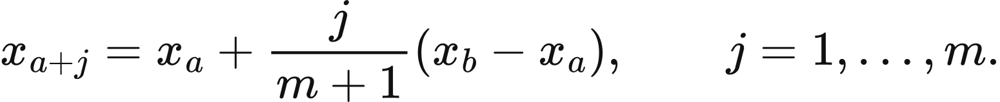 $x_{a+j} = x_a + \frac{j}{m+1}(x_b - x_a), \qquad j = 1, \ldots, m.$